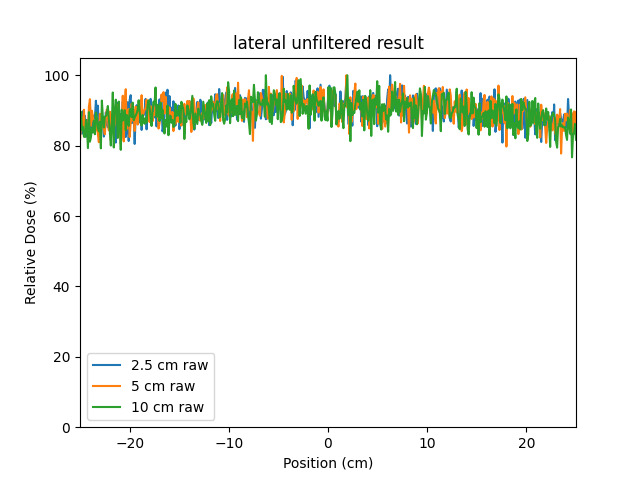 lateral unfiltered result
Relative Dose (%)
100
80
60
40
20
0
2.5 cm raw
5 cm raw
10 cm raw
−20
−10
0
10
20
Position (cm)